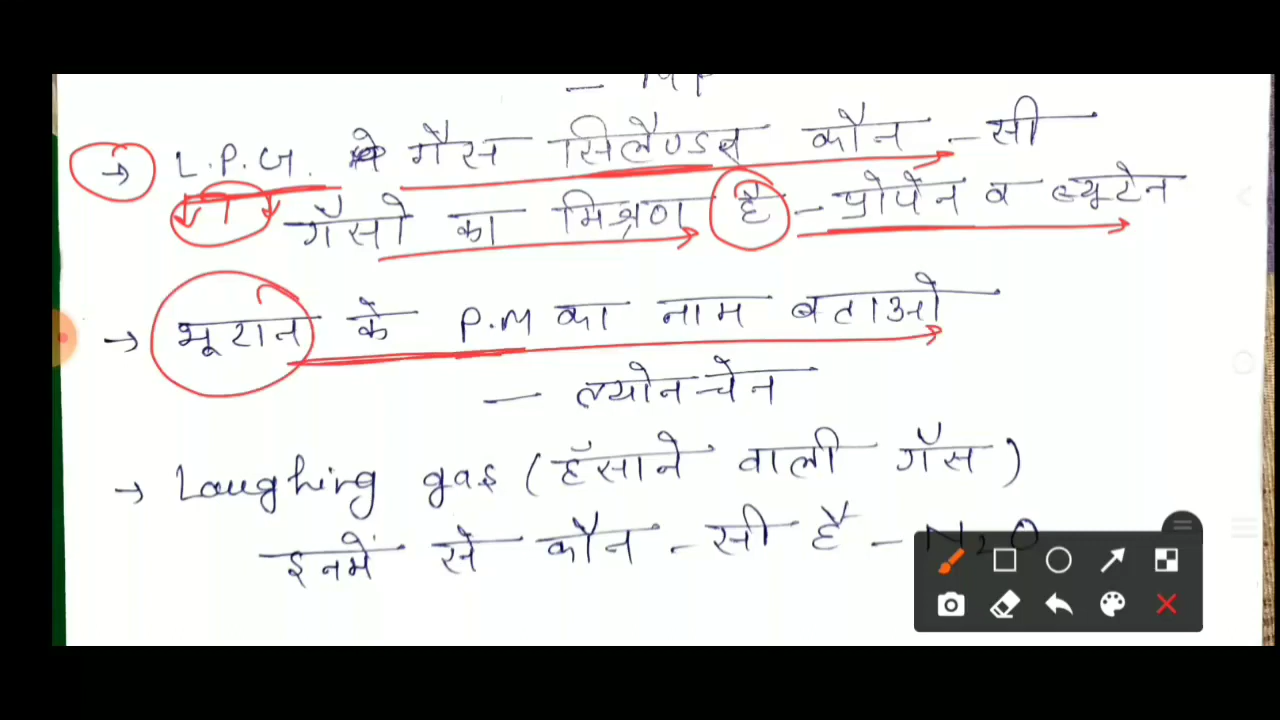 L.P.G. गैस सिलैण्डर कौन-सी
गैसो का मिश्रण है - प्रोपेन व ब्यूटेन
→ भूटान के P.M का नाम बताओ
- ल्योनचेन
→ Laughing gas (हँसाने वाली गैस)
इनमें से कौन-सी है - N₂O